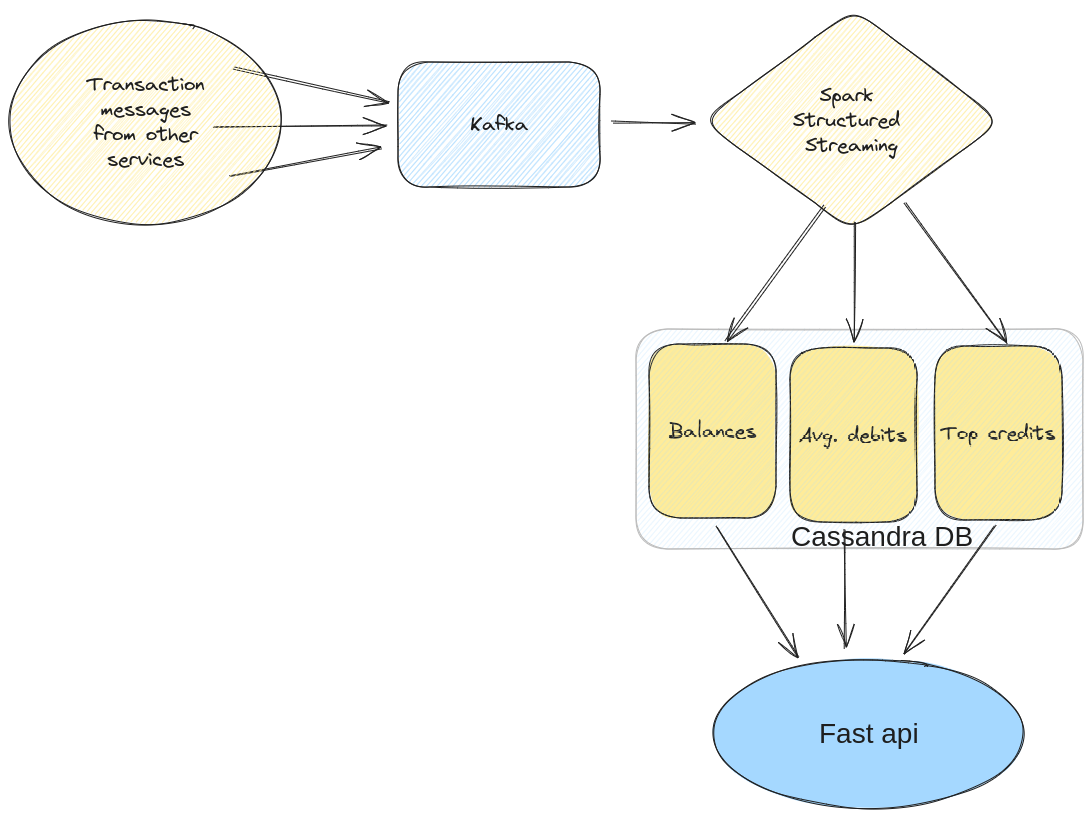 Transaction
messages
from other
services
Kafka
Spark
Structured
Streaming
Balances
Avg. debits
Top credits
Cassandra DB
Fast api